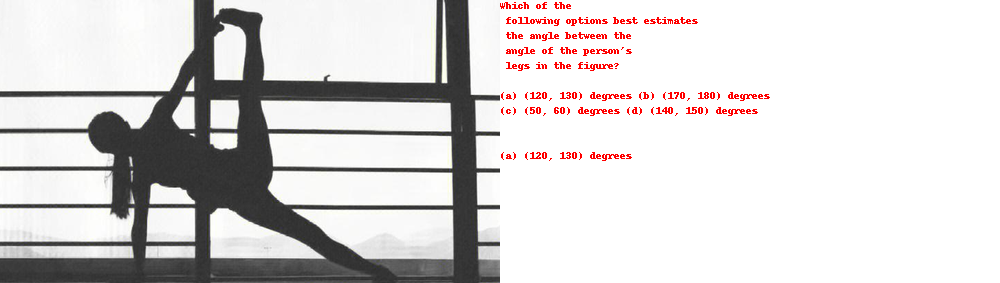 Which of the
following options best estimates
the angle between the
angle of the person's
legs in the figure?
(a) (120, 130) degrees (b) (170, 180) degrees
(c) (50, 60) degrees (d) (140, 150) degrees
(a) (120, 130) degrees